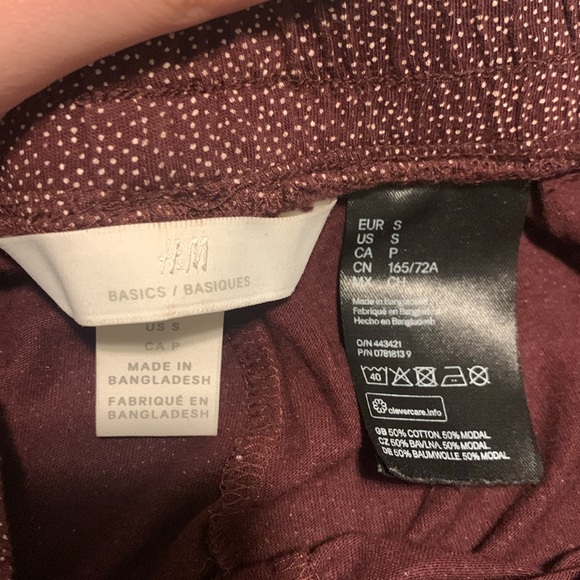 H&M
BASICS / BASIQUES
US S
CA P
MADE IN
BANGLADESH
FABRIQUÉ EN
BANGLADESH
EUR S
US S
CA P
CN 165/72A
MX CH
Made in Bangladesh
Fabriqué en Bangladesh
Hecho en Bangladesh
O/N 443421
P/N 0781813 9
40
clevercare.info
GB 50% COTTON, 50% MODAL
CZ 50% BAVLNA, 50% MODAL
DE 50% BAUMWOLLE, 50% MODAL